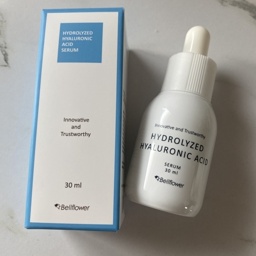 HYDROLYZED
HYALURONIC
ACID
SERUM
Innovative
and
Trustworthy
30 ml
Bellflower
Innovative and Trustworthy
HYDROLYZED
HYALURONIC ACID
SERUM
30 ml
Bellflower